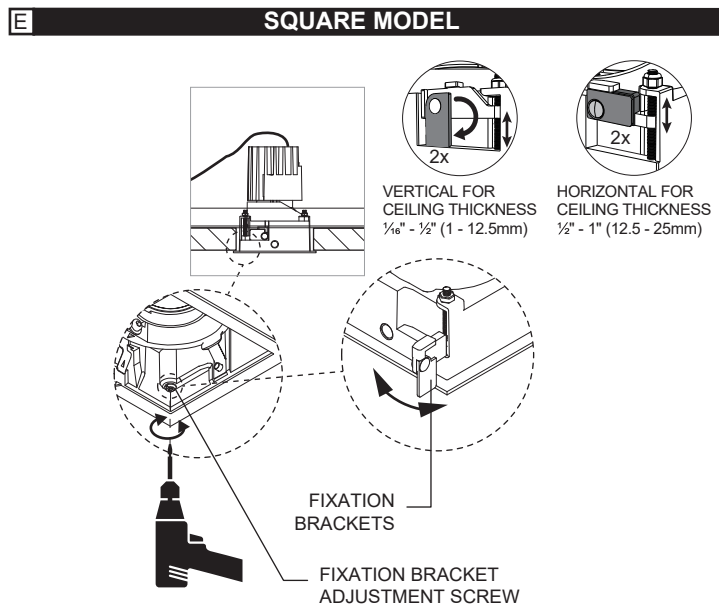 E
SQUARE MODEL
2x
2x
VERTICAL FOR
CEILING THICKNESS
¹⁄₁₆" - ½" (1 - 12.5mm)
HORIZONTAL FOR
CEILING THICKNESS
½" - 1" (12.5 - 25mm)
FIXATION
BRACKETS
FIXATION BRACKET
ADJUSTMENT SCREW